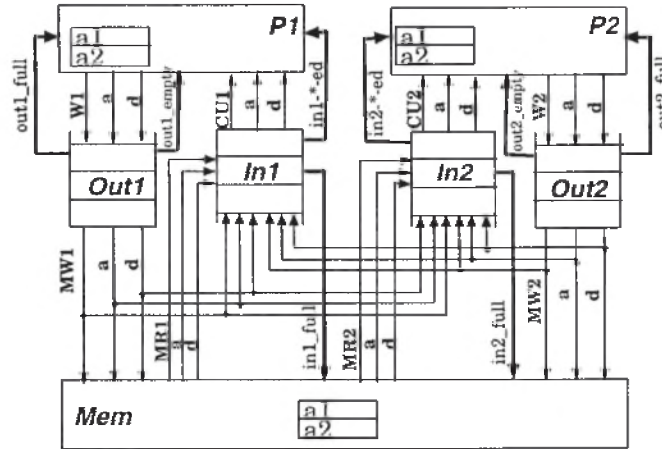 P1
a1
a2
P2
a1
a2
out1_full
W1
a
d
out1_empty
CU1
a
d
in1-*-ed
in2-*-ed
CU2
a
d
out2_empty
W2
a
d
Out1
In1
In2
Out2
MW1
a
d
MR1
a
d
in1_full
MR2
a
d
in2_full
MW2
a
d
Mem
a1
a2